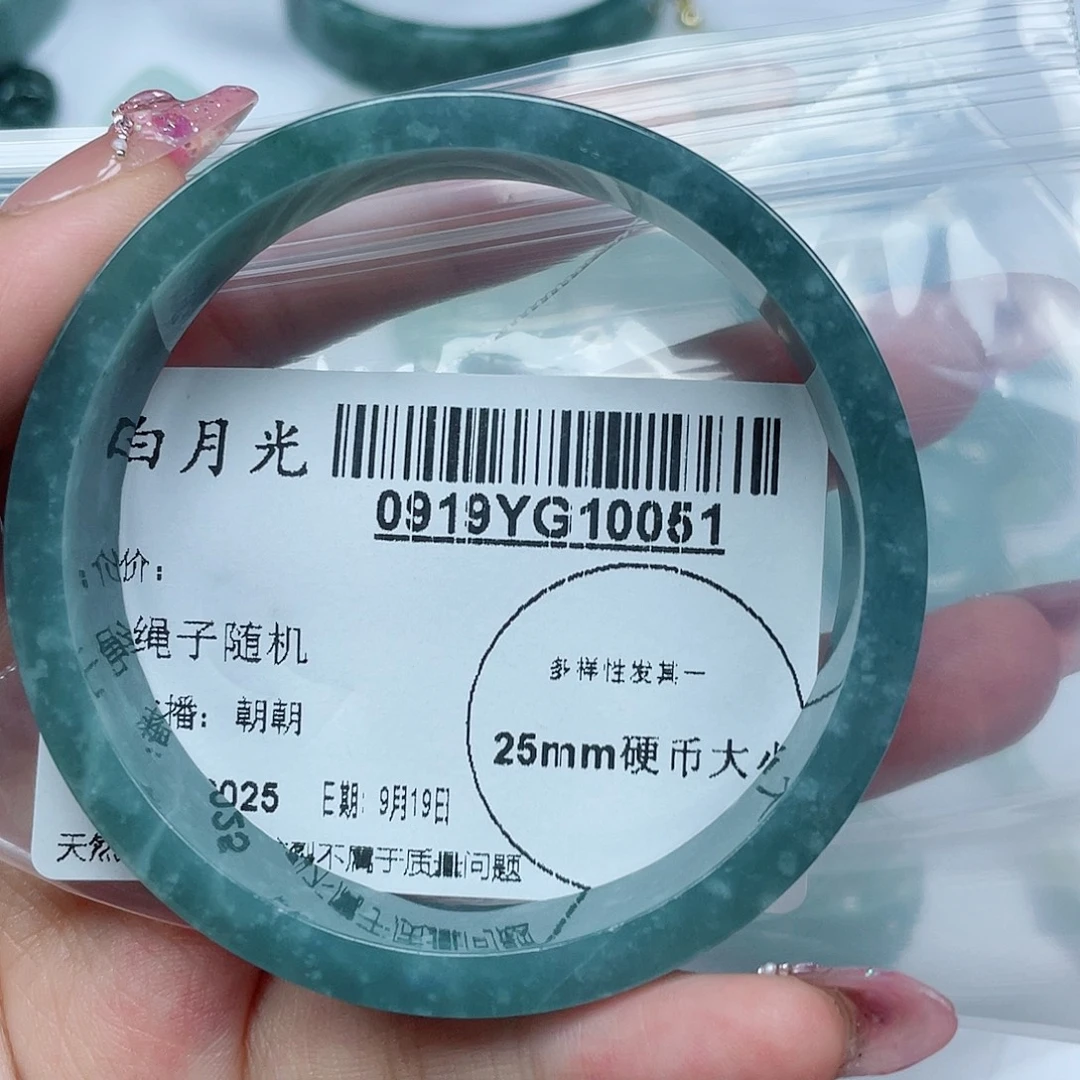 白月光
0919YG10051
估价:
绳子随机
播: 朝朝
多样性发其一
25mm硬币大小
025 日期: 9月19日
天然 不属于质量问题